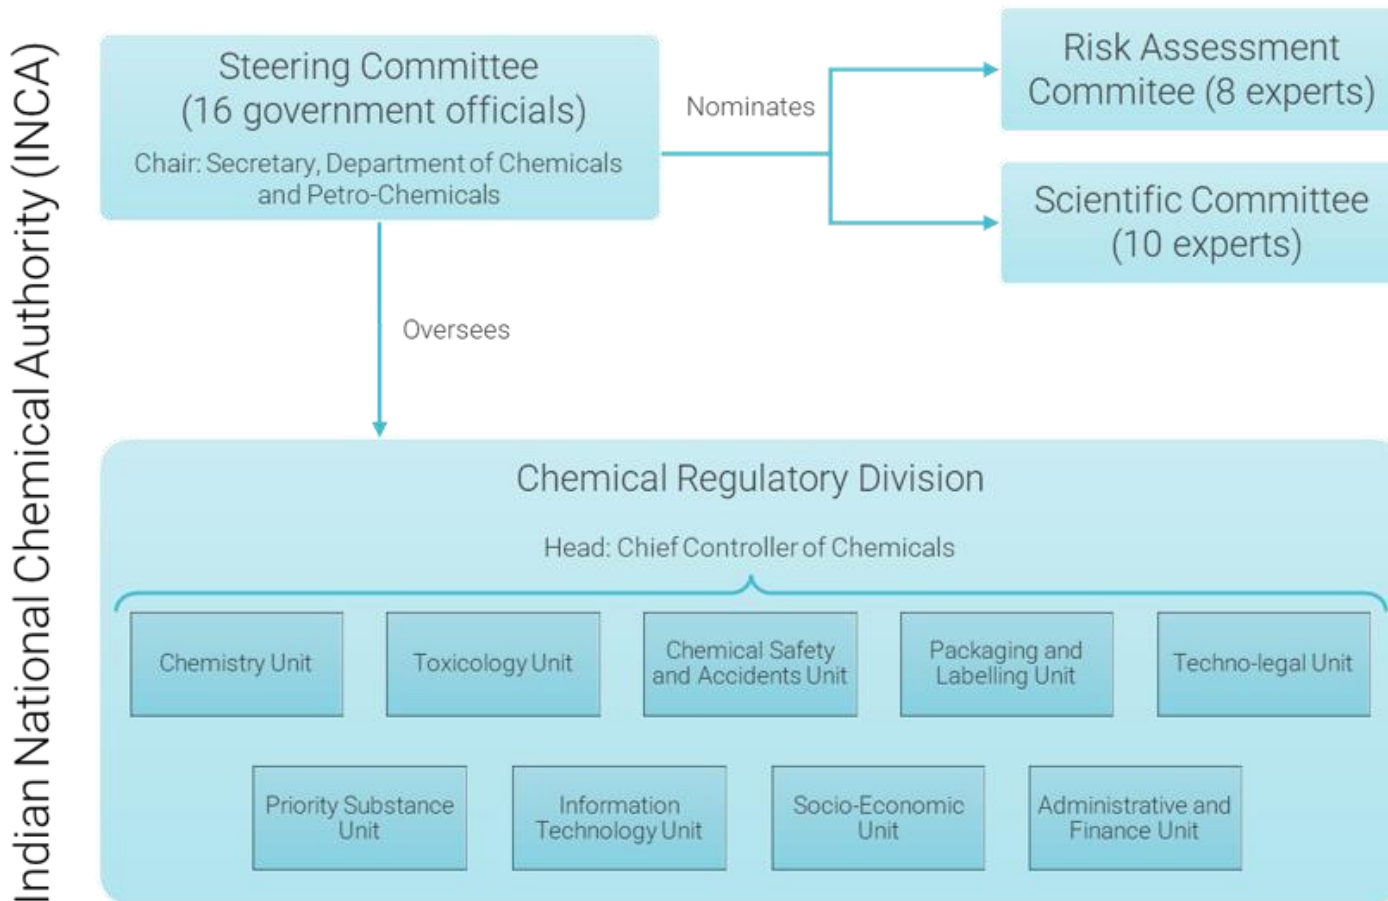 Indian National Chemical Authority (INCA)
Steering Committee
(16 government officials)
Chair: Secretary, Department of Chemicals
and Petro-Chemicals
Nominates
Risk Assessment
Commitee (8 experts)
Scientific Committee
(10 experts)
Oversees
Chemical Regulatory Division
Head: Chief Controller of Chemicals
Chemistry Unit
Toxicology Unit
Chemical Safety
and Accidents Unit
Packaging and
Labelling Unit
Techno-legal Unit
Priority Substance
Unit
Information
Technology Unit
Socio-Economic
Unit
Administrative and
Finance Unit